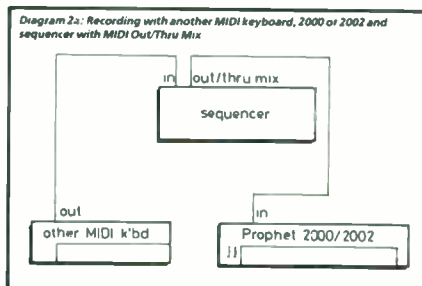 Diagram 2a: Recording with another MIDI keyboard, 2000 or 2002 and
sequencer with MIDI Out/Thru Mix
in out/thru mix
sequencer
out
in
other MIDI k'bd
Prophet 2000/2002